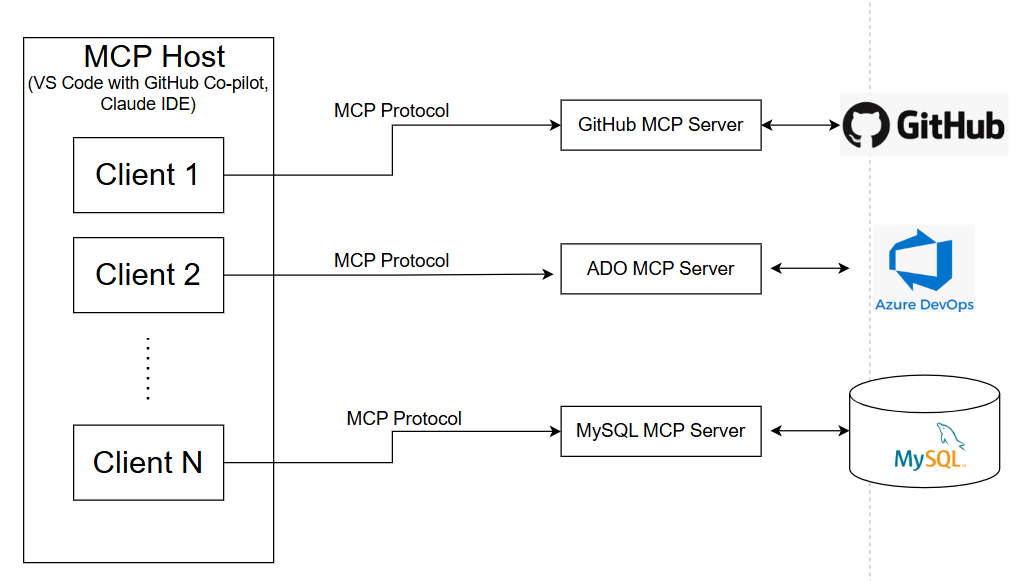 MCP Host
(VS Code with GitHub Co-pilot,
Claude IDE)
Client 1
MCP Protocol
GitHub MCP Server
GitHub
Client 2
MCP Protocol
ADO MCP Server
Azure DevOps
Client N
MCP Protocol
MySQL MCP Server
MySQL